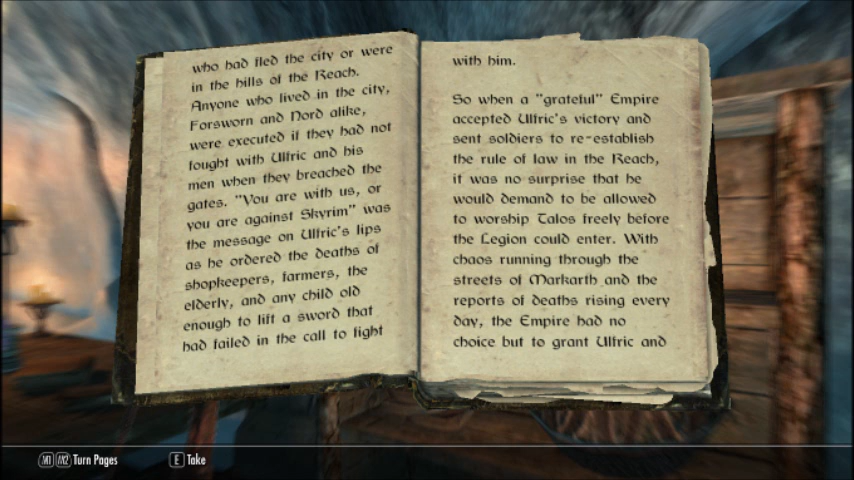 who had fled the city or were
in the hills of the Reach.
Anyone who lived in the city,
Forsworn and Nord alike,
were executed if they had not
fought with Ulfric and his
men when they breached the
gates. "You are with us, or
you are against Skyrim" was
the message on Ulfric's lips
as he ordered the deaths of
shopkeepers, farmers, the
elderly, and any child old
enough to lift a sword that
had failed in the call to fight
with him.
So when a "grateful" Empire
accepted Ulfric's victory and
sent soldiers to re-establish
the rule of law in the Reach,
it was no surprise that he
would demand to be allowed
to worship Talos freely before
the Legion could enter. With
chaos running through the
streets of Markarth and the
reports of deaths rising every
day, the Empire had no
choice but to grant Ulfric and
M1 M2 Turn Pages
E Take